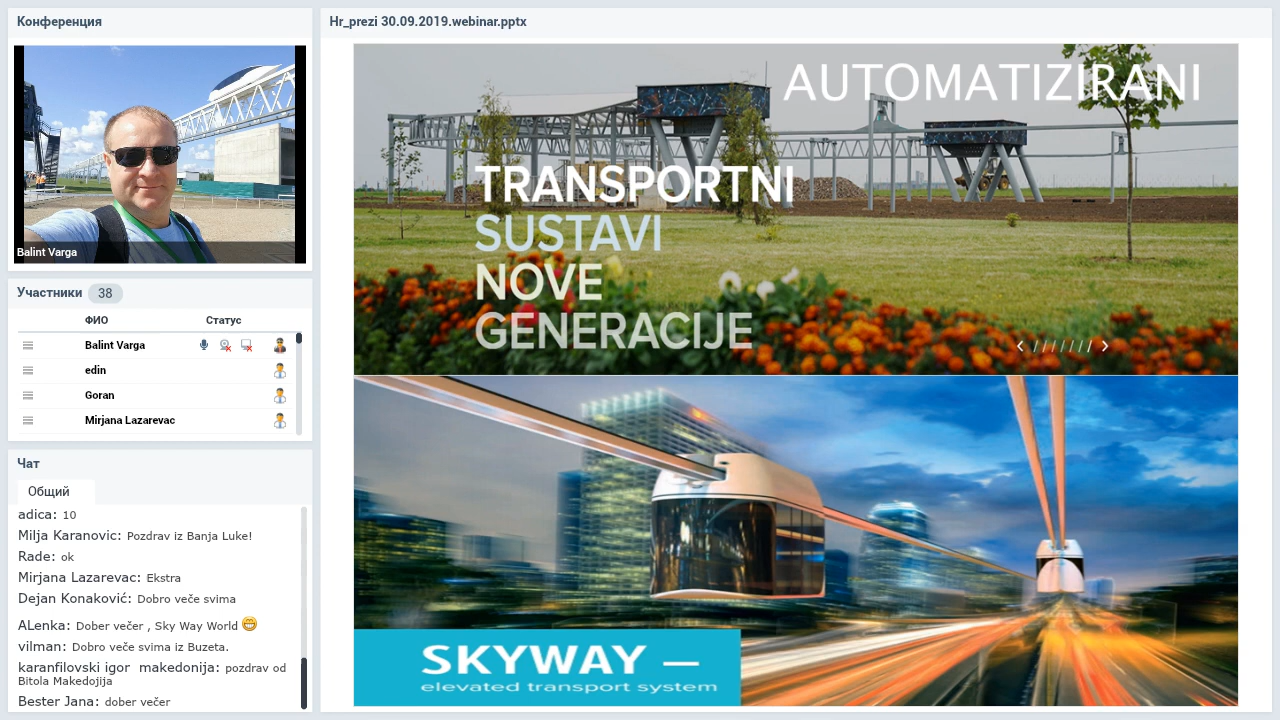 Конференция
Balint Varga
Участники 38
ФИО Статус
Balint Varga
edin
Goran
Mirjana Lazarevac
Чат
Общий
adica: 10
Milja Karanovic: Pozdrav iz Banja Luke!
Rade: ok
Mirjana Lazarevac: Ekstra
Dejan Konaković: Dobro veče svima
ALenka: Dober večer , Sky Way World
vilman: Dobro veče svima iz Buzeta.
karanfilovski igor makedonija: pozdrav od
Bitola Makedojija
Bester Jana: dober večer
Hr_prezi 30.09.2019.webinar.pptx
AUTOMATIZIRANI
TRANSPORTNI
SUSTAVI
NOVE
GENERACIJE
SKYWAY —
elevated transport system